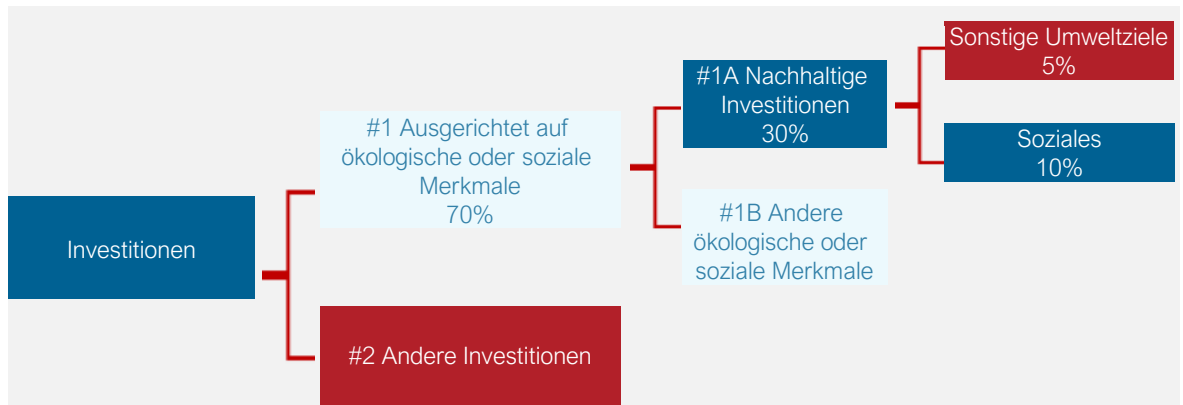 Investitionen
#1 Ausgerichtet auf
ökologische oder soziale
Merkmale
70%
#2 Andere Investitionen
#1A Nachhaltige
Investitionen
30%
#1B Andere
ökologische oder
soziale Merkmale
Sonstige Umweltziele
5%
Soziales
10%